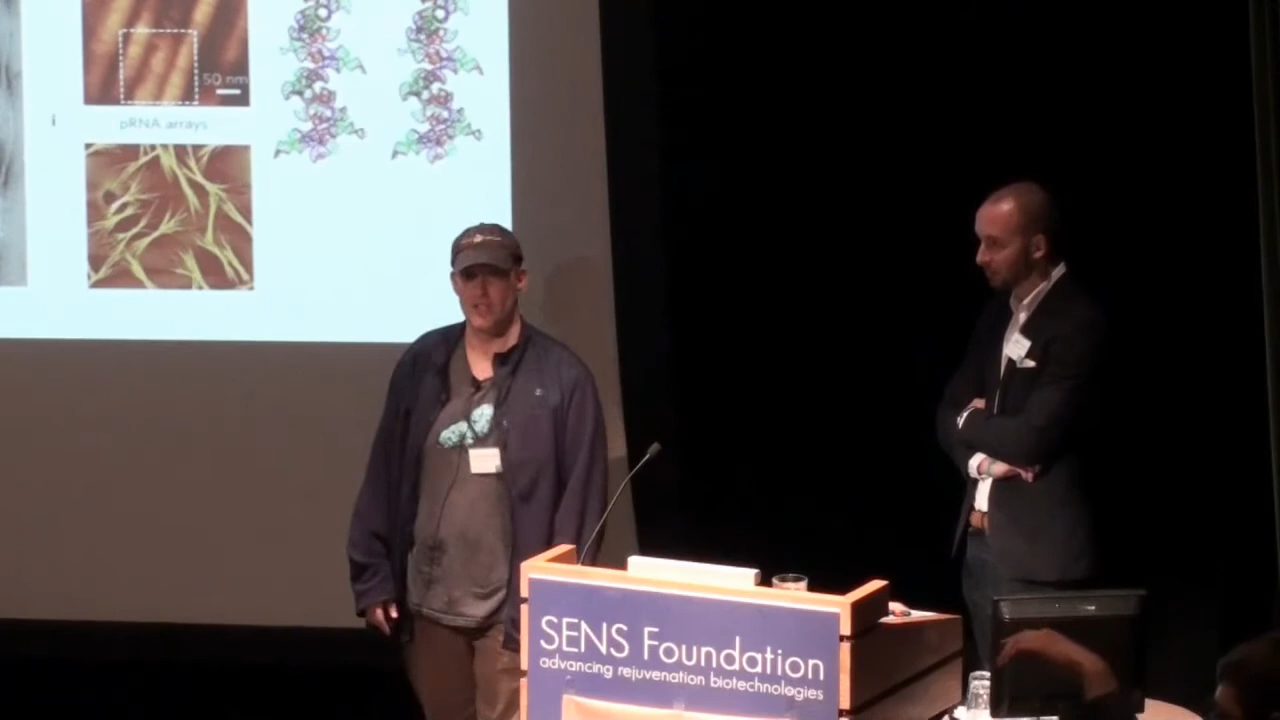 50 nm
i
pRNA arrays
SENS Foundation
advancing rejuvenation biotechnologies